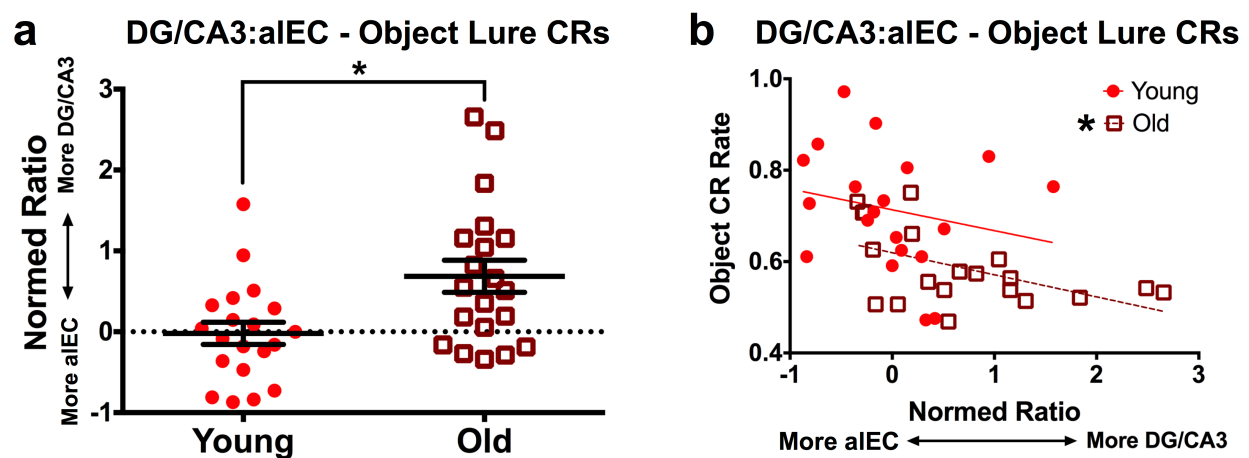 a
DG/CA3:alEC - Object Lure CRs
*
3
2
1
0
-1
Normed Ratio
More alEC
More DG/CA3
Young
Old
b
DG/CA3:alEC - Object Lure CRs
1.0
0.8
0.6
0.4
Object CR Rate
Young
* Old
-1
0
1
2
3
Normed Ratio
More alEC
More DG/CA3